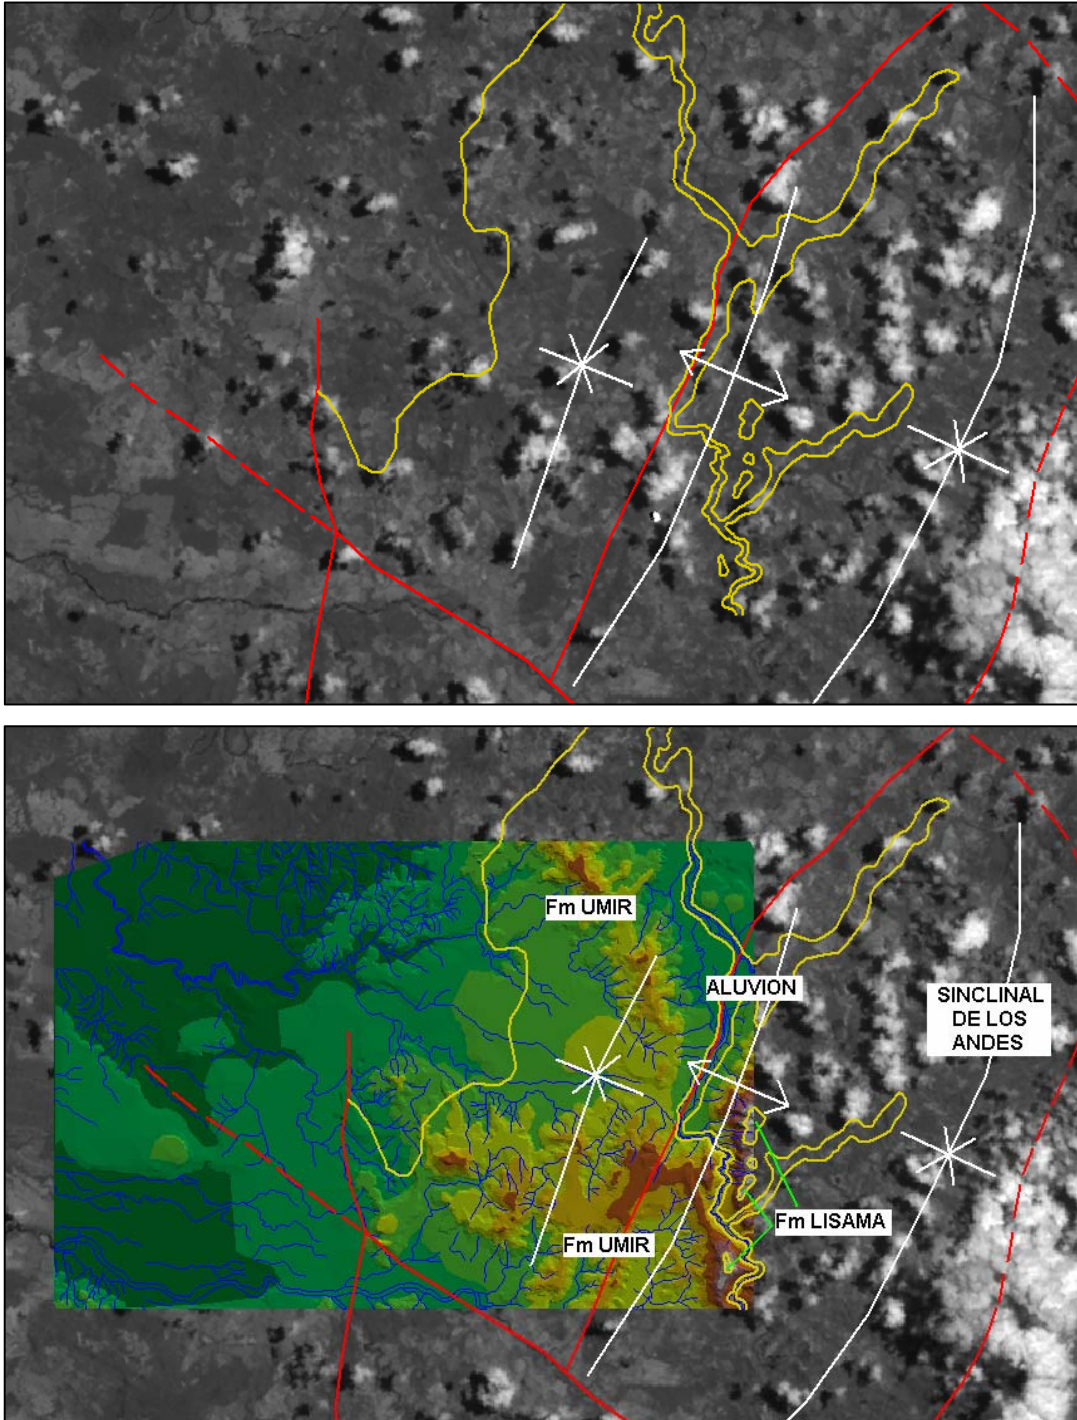 Fm UMIR
ALUVION
SINCLINAL
DE LOS
ANDES
Fm LISAMA
Fm UMIR